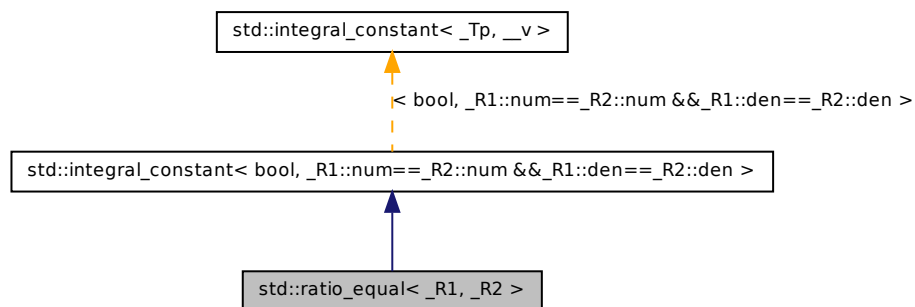 std::integral_constant< _Tp, __v >
< bool, _R1::num==_R2::num &&_R1::den==_R2::den >
std::integral_constant< bool, _R1::num==_R2::num &&_R1::den==_R2::den >
std::ratio_equal< _R1, _R2 >